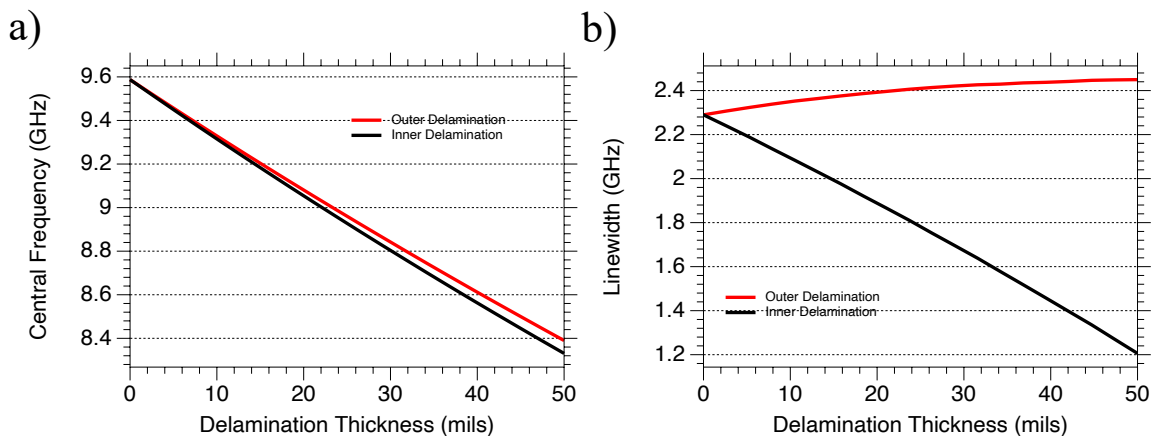 a)
Central Frequency (GHz)
9.6
9.4
9.2
9
8.8
8.6
8.4
Outer Delamination
Inner Delamination
0 10 20 30 40 50
Delamination Thickness (mils)
b)
Linewidth (GHz)
2.4
2.2
2
1.8
1.6
1.4
1.2
Outer Delamination
Inner Delamination
0 10 20 30 40 50
Delamination Thickness (mils)